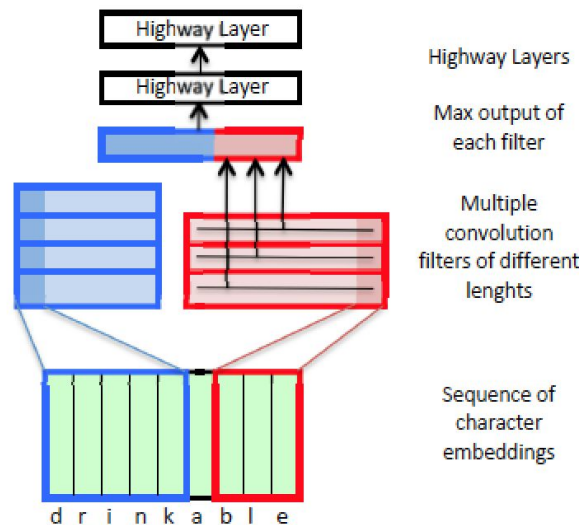 Highway Layer
Highway Layer
Highway Layers
Max output of
each filter
Multiple
convolution
filters of different
lenghts
Sequence of
character
embeddings
d r i n k a b l e